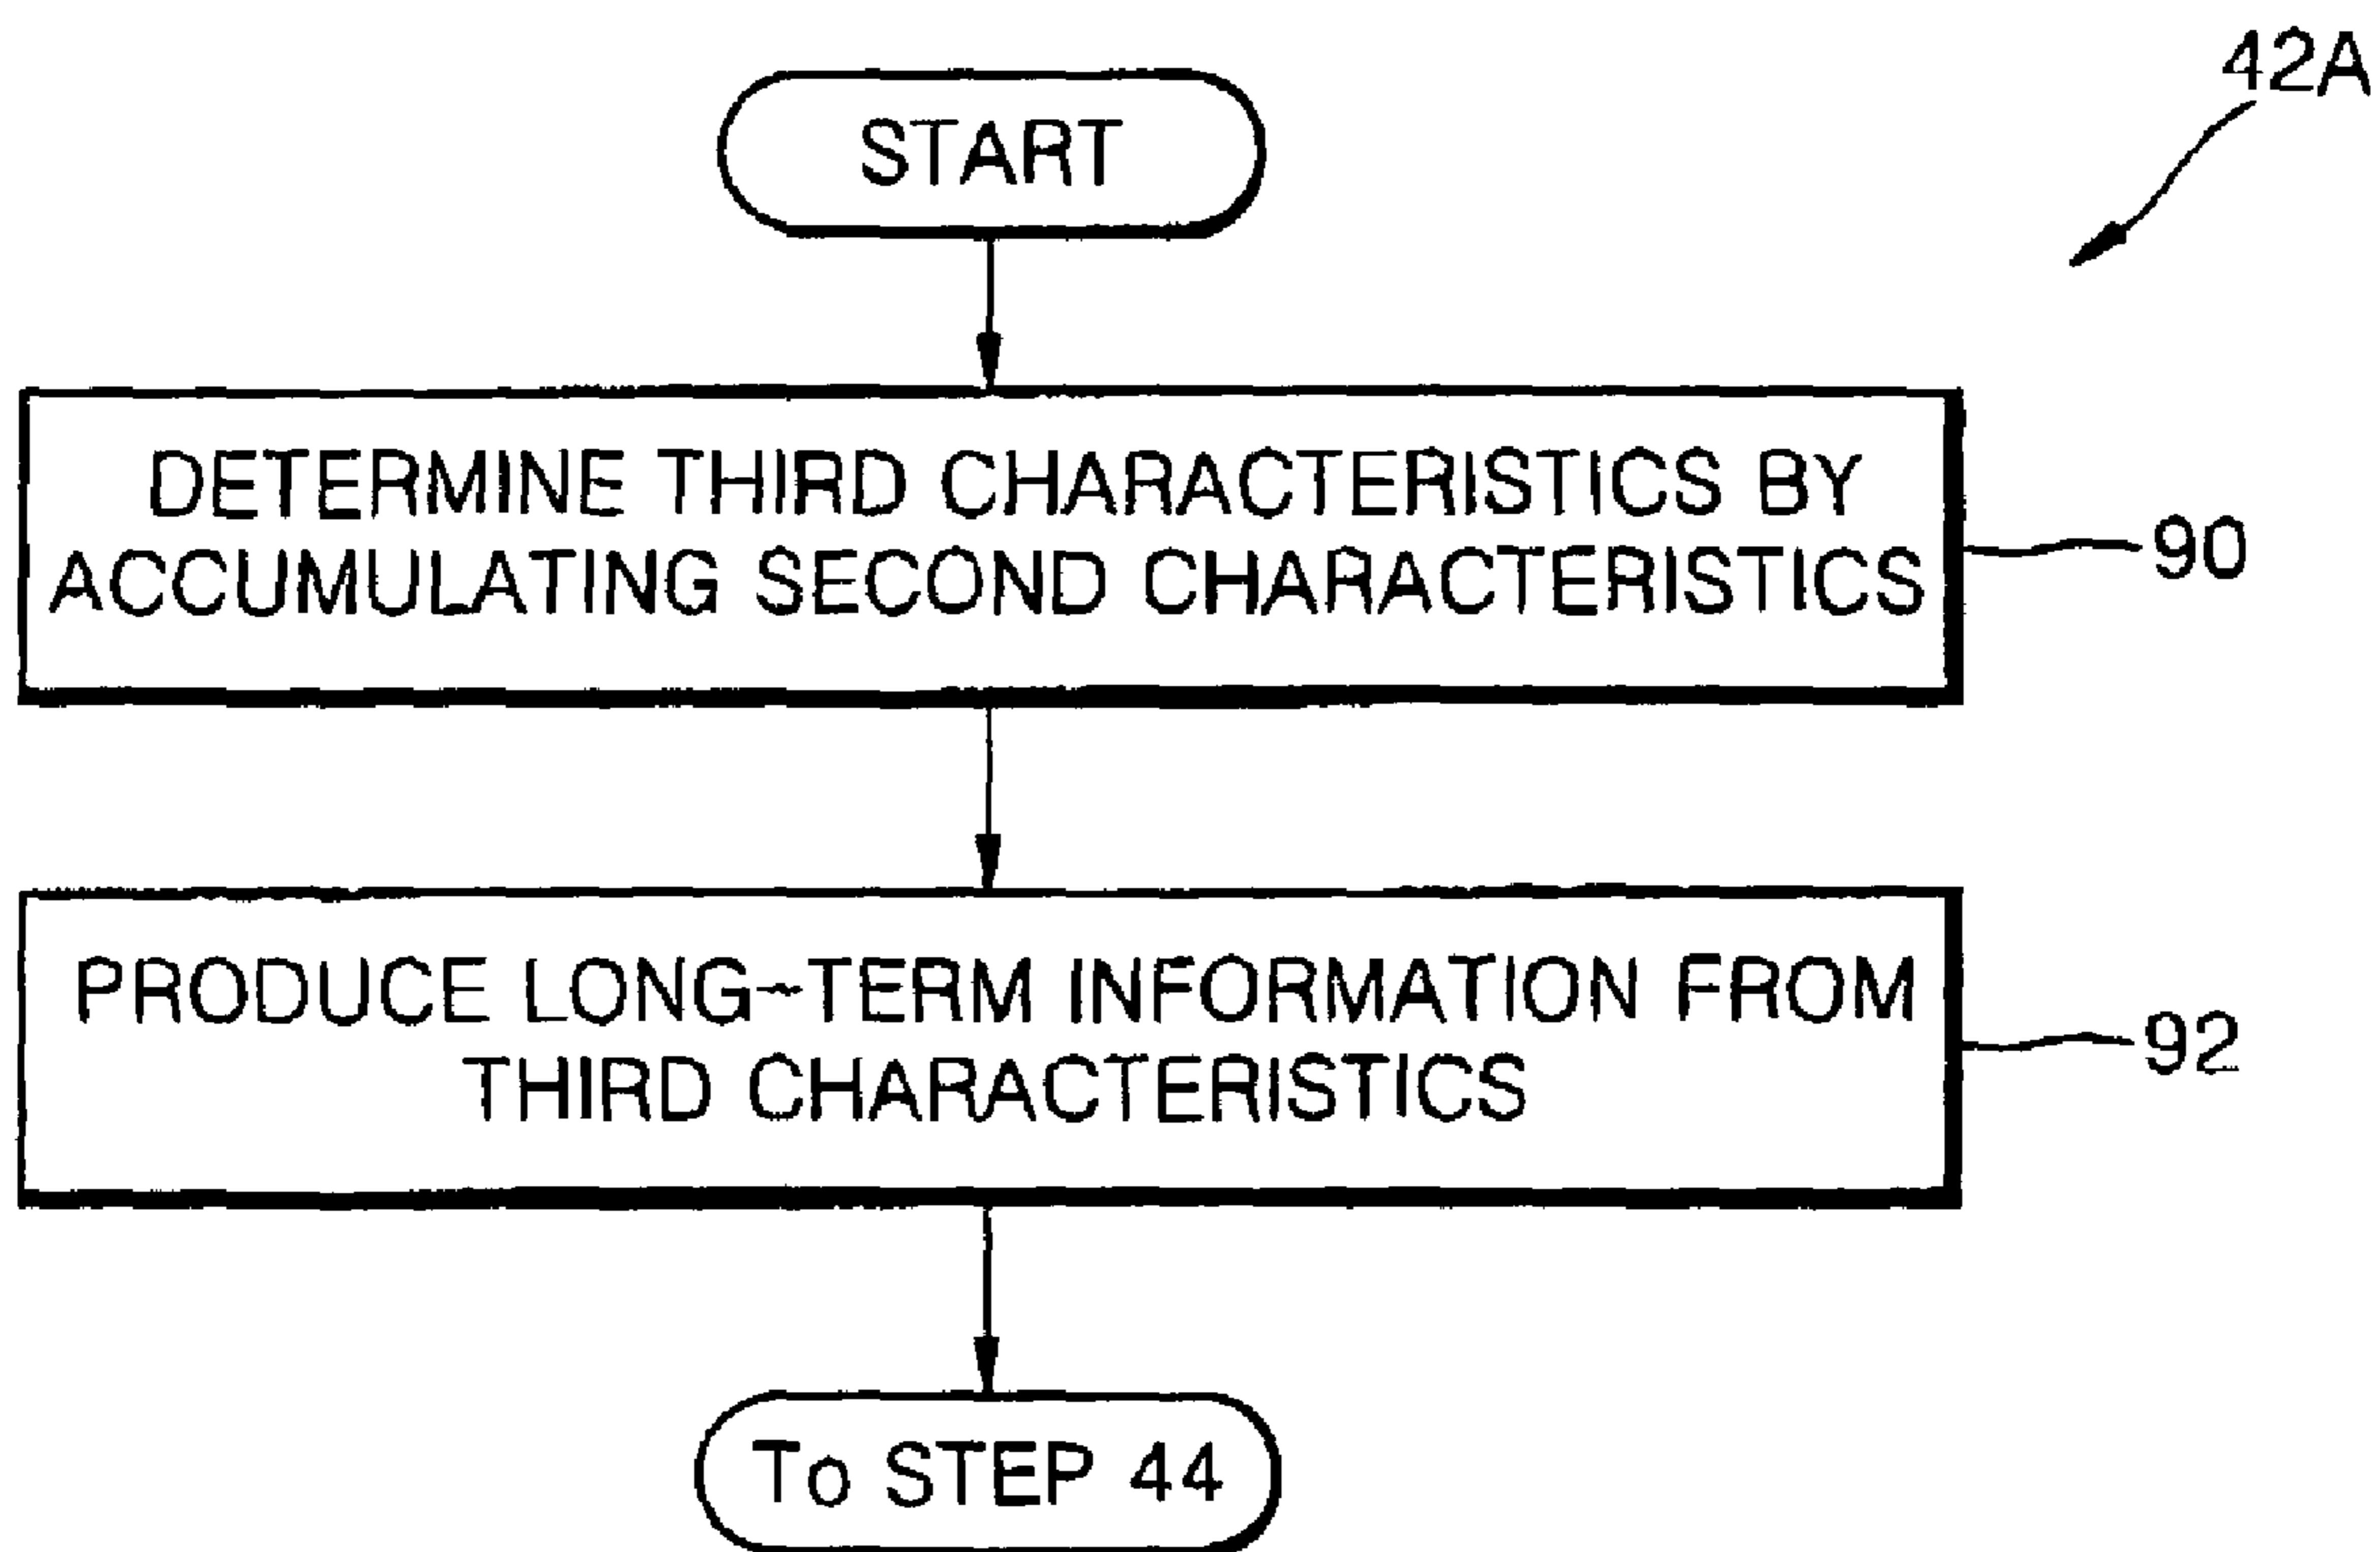 42A
START
DETERMINE THIRD CHARACTERISTICS BY
ACCUMULATING SECOND CHARACTERISTICS
90
PRODUCE LONG~TERM INFORMATION FROM
THIRD CHARACTERISTICS
92
To STEP 44